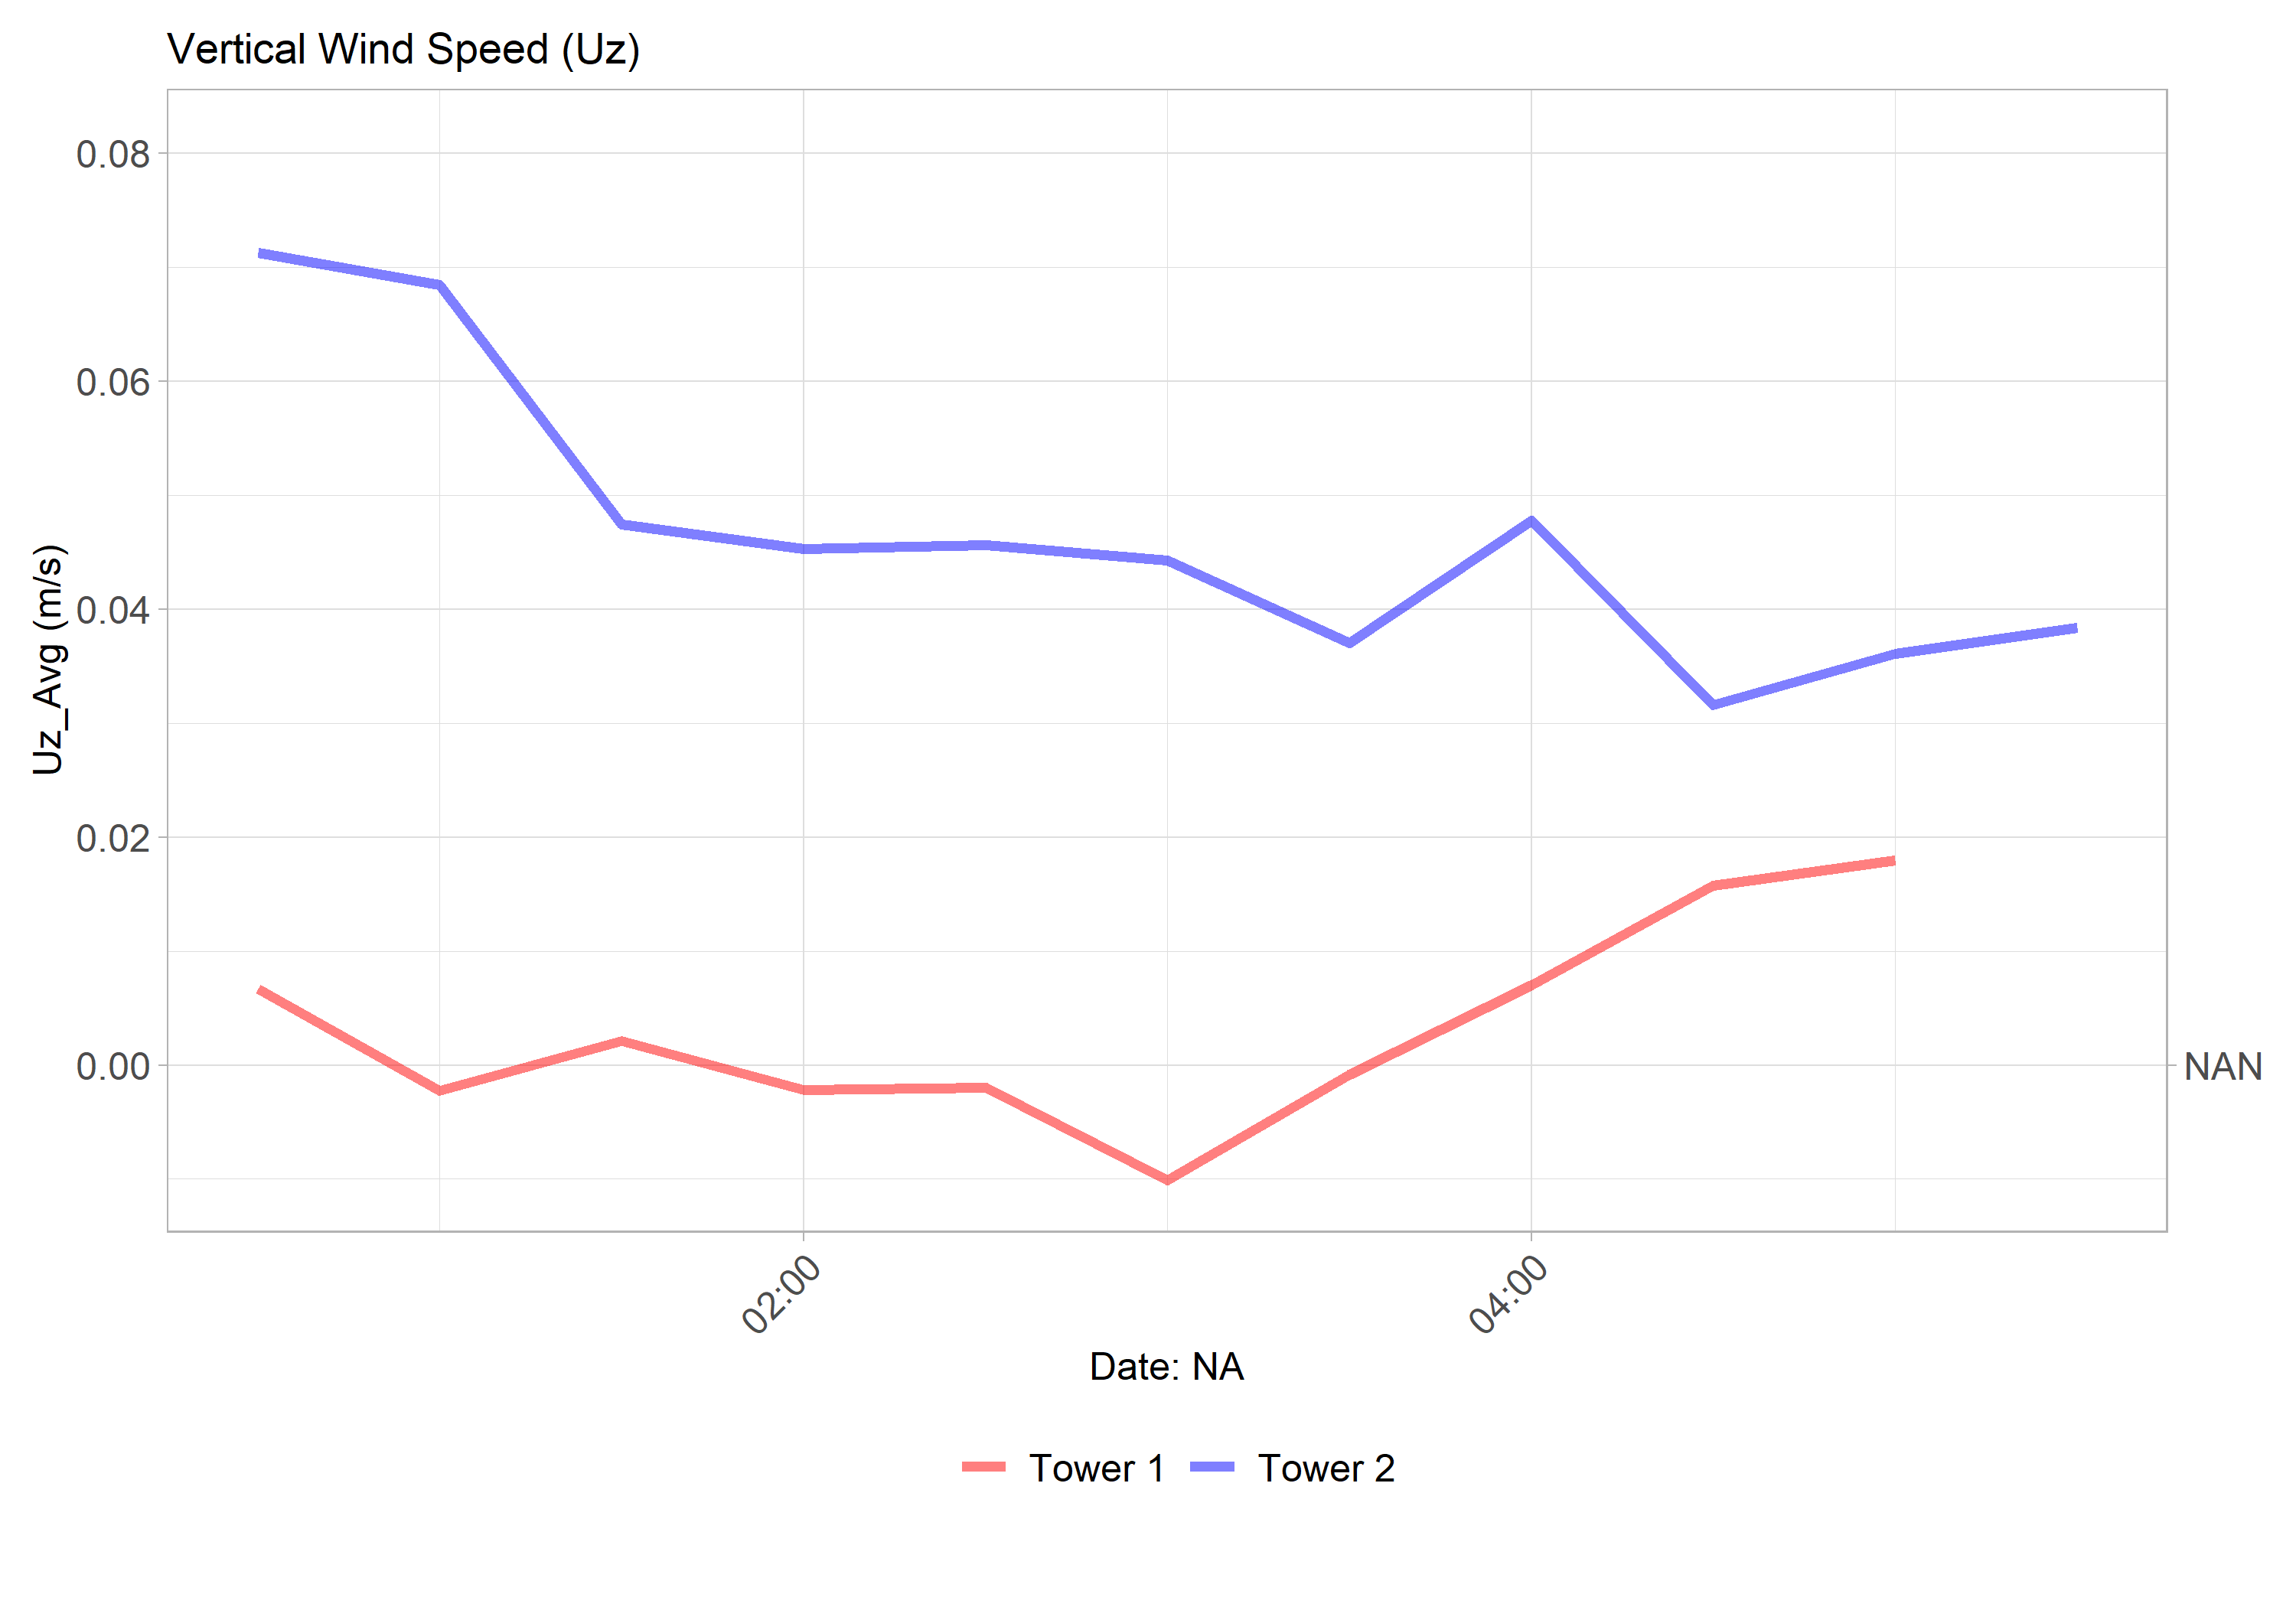 Vertical Wind Speed (Uz)
Uz_Avg (m/s)
0.08
0.06
0.04
0.02
0.00
NAN
02:00
04:00
Date: NA
Tower 1
Tower 2